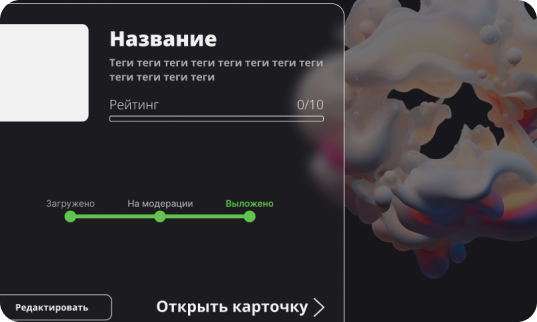 Название
Теги теги теги теги теги теги теги теги
теги теги теги теги
Рейтинг 0/10
Загружено На модерации Выложено
Редактировать Открыть карточку